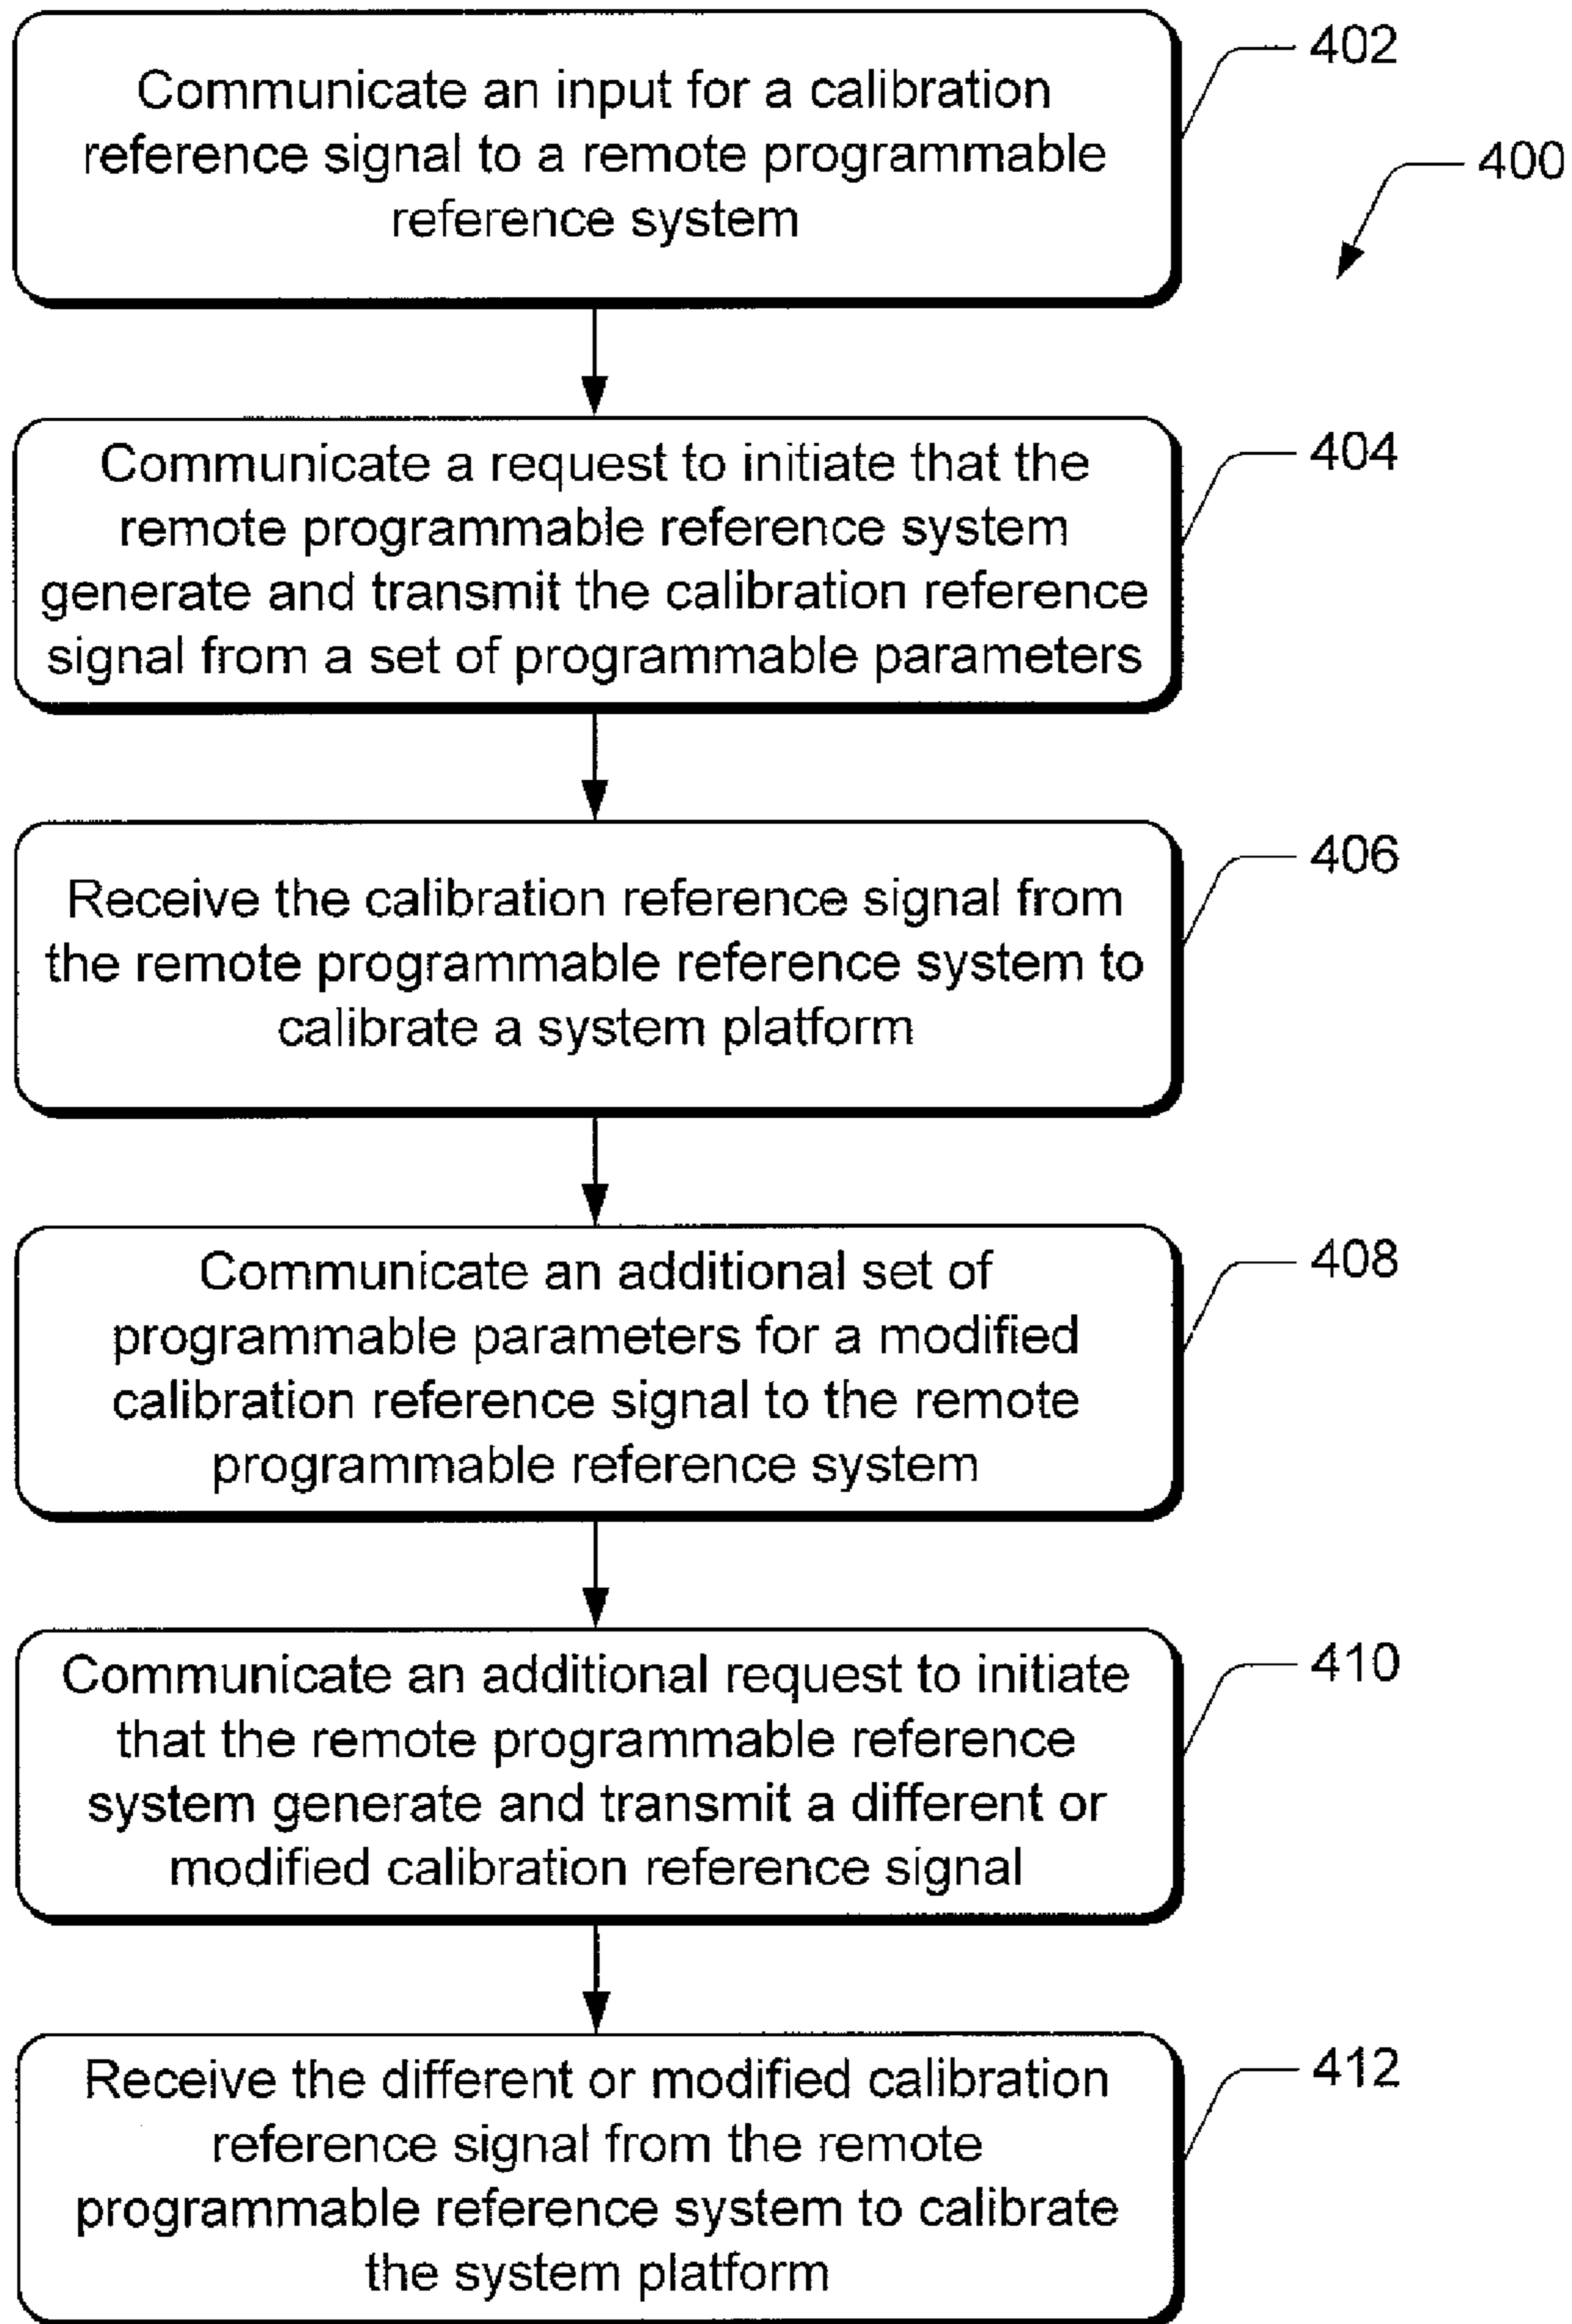 Communicate an input for a calibration
reference signal to a remote programmable
reference system
402
400
Communicate a request to initiate that the
remote programmable reference system
generate and transmit the calibration reference
signal from a set of programmable parameters
404
Receive the calibration reference signal from
the remote programmable reference system to
calibrate a system platform
406
Communicate an additional set of
programmable parameters for a modified
calibration reference signal to the remote
programmable reference system
408
Communicate an additional request to initiate
that the remote programmable reference
system generate and transmit a different or
modified calibration reference signal
410
Receive the different or modified calibration
reference signal from the remote
programmable reference system to calibrate
the system platform
412